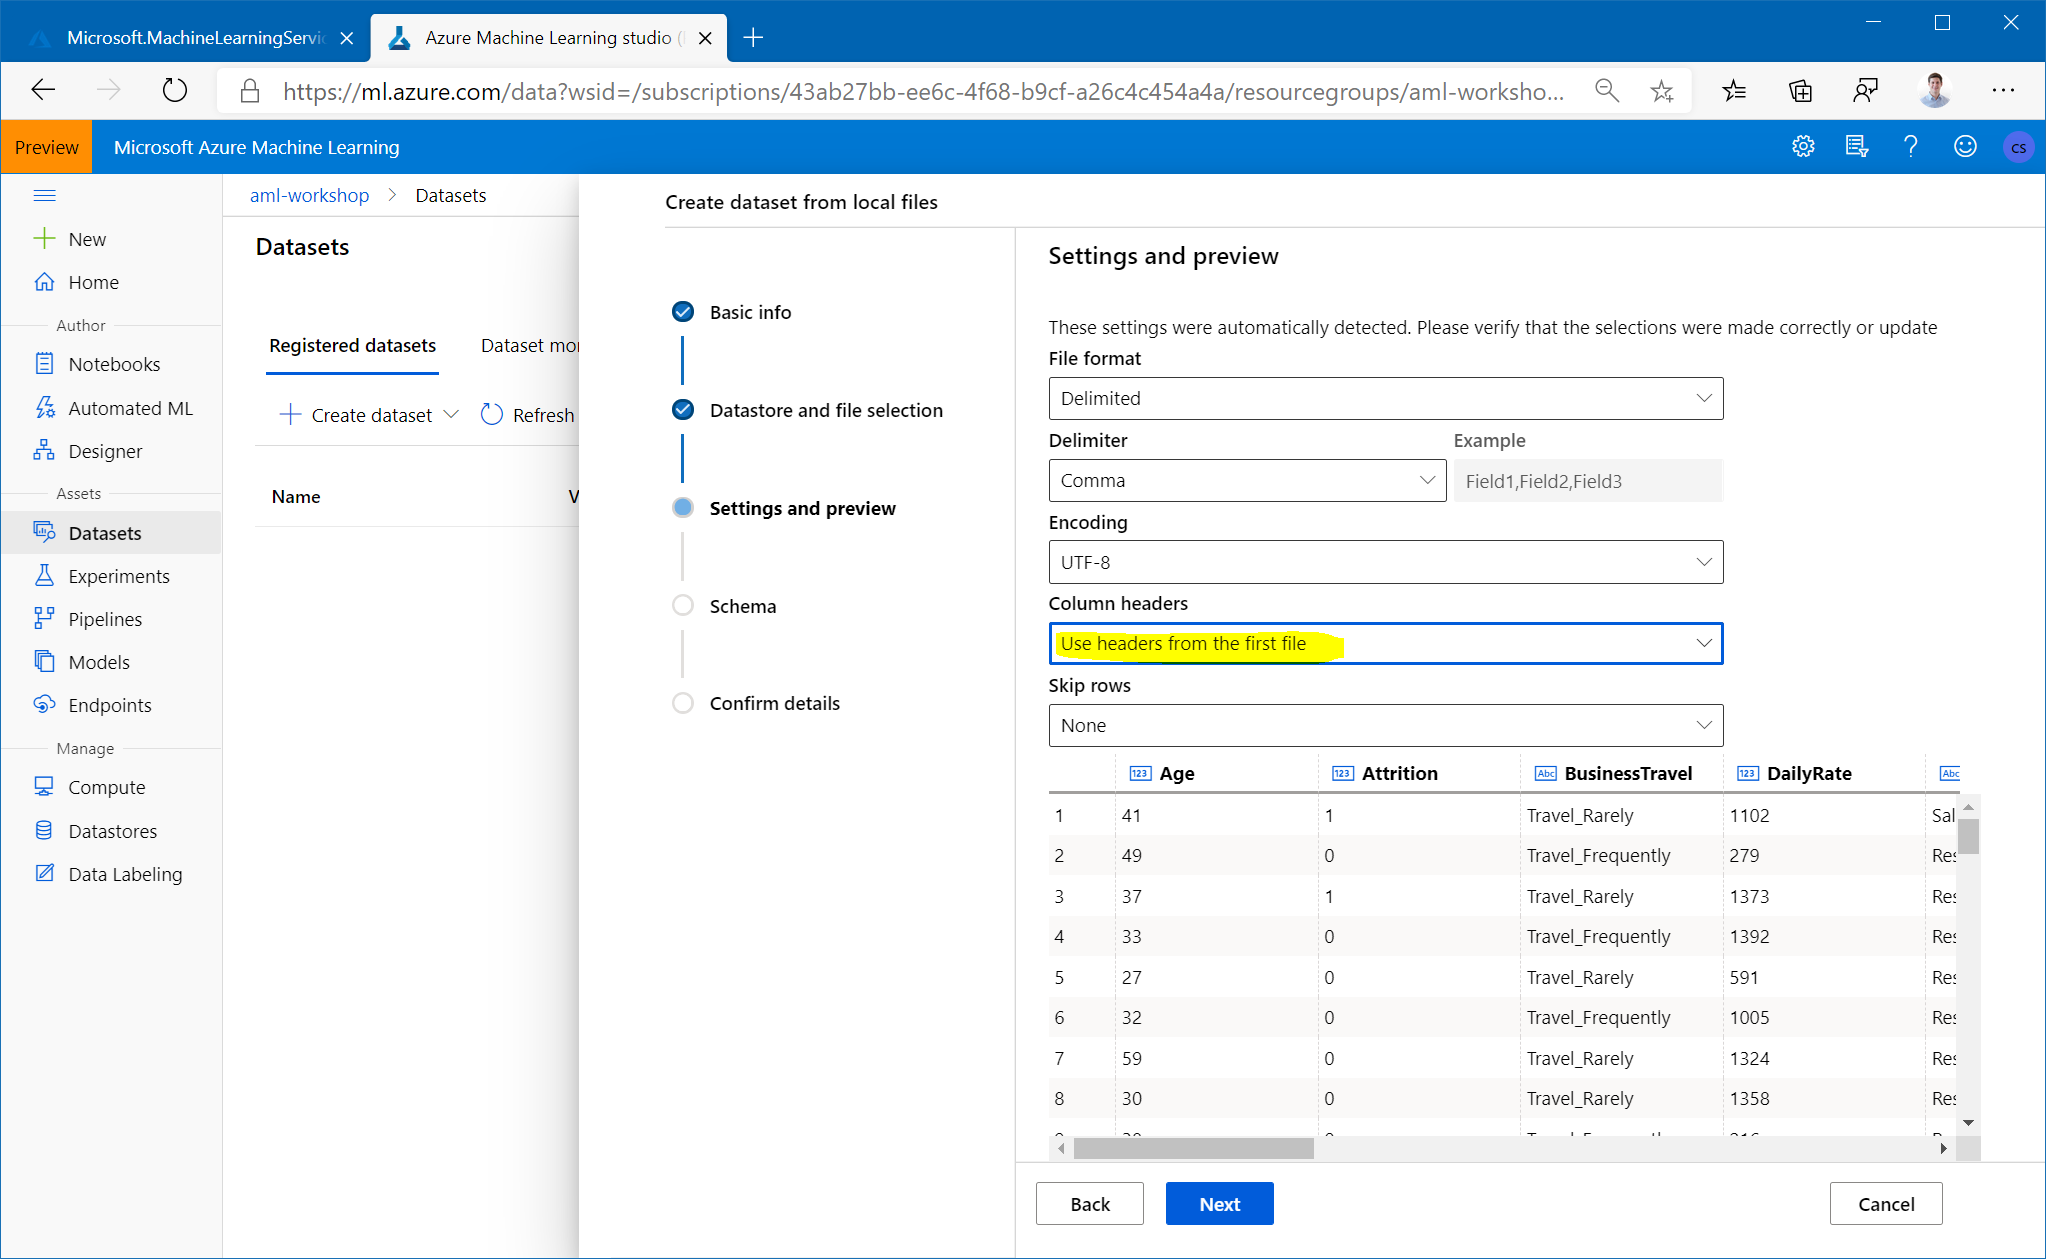 Microsoft.MachineLearningServi
Azure Machine Learning studio (
https://ml.azure.com/data?wsid=/subscriptions/43ab27bb-ee6c-4f68-b9cf-a26c4c454a4a/resourcegroups/aml-worksho...
Preview
Microsoft Azure Machine Learning
CS
New
Home
Author
Notebooks
Automated ML
Designer
Assets
Datasets
Experiments
Pipelines
Models
Endpoints
Manage
Compute
Datastores
Data Labeling
aml-workshop > Datasets
Datasets
Registered datasets Dataset mo
Create dataset Refresh
Name V
Create dataset from local files
Basic info
Datastore and file selection
Settings and preview
Schema
Confirm details
Settings and preview
These settings were automatically detected. Please verify that the selections were made correctly or update
File format
Delimited
Delimiter Example
Comma Field1,Field2,Field3
Encoding
UTF-8
Column headers
Use headers from the first file
Skip rows
None
123 Age 123 Attrition Abc BusinessTravel 123 DailyRate Abc
1 41 1 Travel_Rarely 1102 Sal
2 49 0 Travel_Frequently 279 Res
3 37 1 Travel_Rarely 1373 Res
4 33 0 Travel_Frequently 1392 Res
5 27 0 Travel_Rarely 591 Res
6 32 0 Travel_Frequently 1005 Res
7 59 0 Travel_Rarely 1324 Res
8 30 0 Travel_Rarely 1358 Res
Back Next Cancel